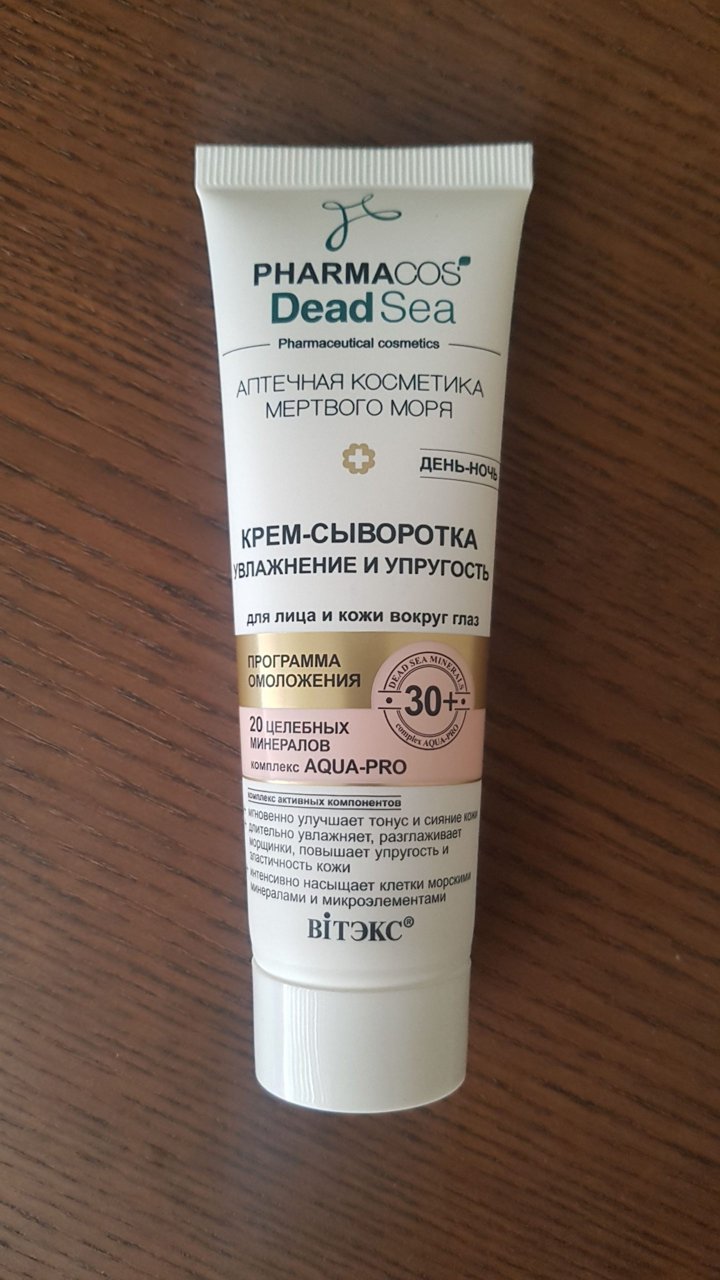 PHARMACOS
Dead Sea
Pharmaceutical cosmetics
АПТЕЧНАЯ КОСМЕТИКА
МЕРТВОГО МОРЯ
ДЕНЬ-НОЧЬ
КРЕМ-СЫВОРОТКА
УВЛАЖНЕНИЕ И УПРУГОСТЬ
для лица и кожи вокруг глаз
ПРОГРАММА
ОМОЛОЖЕНИЯ
DEAD SEA MINERALS
30+
complex AQUA-PRO
20 ЦЕЛЕБНЫХ
МИНЕРАЛОВ
комплекс AQUA-PRO
комплекс активных компонентов
- мгновенно улучшает тонус и сияние кожи
- длительно увлажняет, разглаживает
морщинки, повышает упругость и
эластичность кожи
- интенсивно насыщает клетки морскими
минералами и микроэлементами
ВіТЭКС®